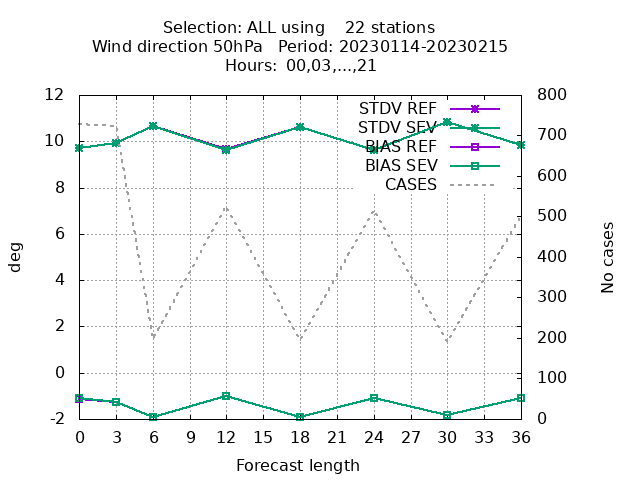 Selection: ALL using    22 stations
Wind direction 50hPa   Period: 20230114-20230215
Hours:  00,03,...,21
STDV REF
STDV SEV
BIAS REF
BIAS SEV
CASES
12
10
8
6
4
2
0
-2
deg
800
700
600
500
400
300
200
100
0
No cases
0 3 6 9 12 15 18 21 24 27 30 33 36
Forecast length